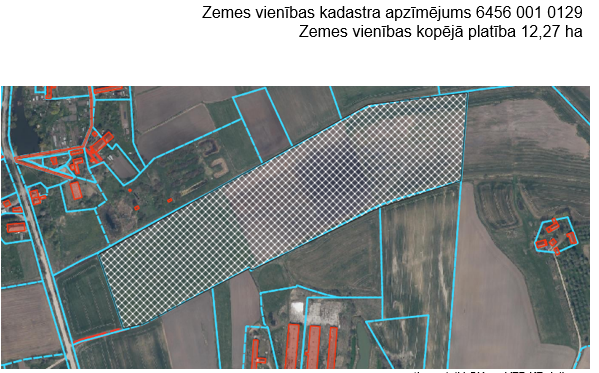 Zemes vienības kadastra apzīmējums 6456 001 0129
Zemes vienības kopējā platība 12,27 ha